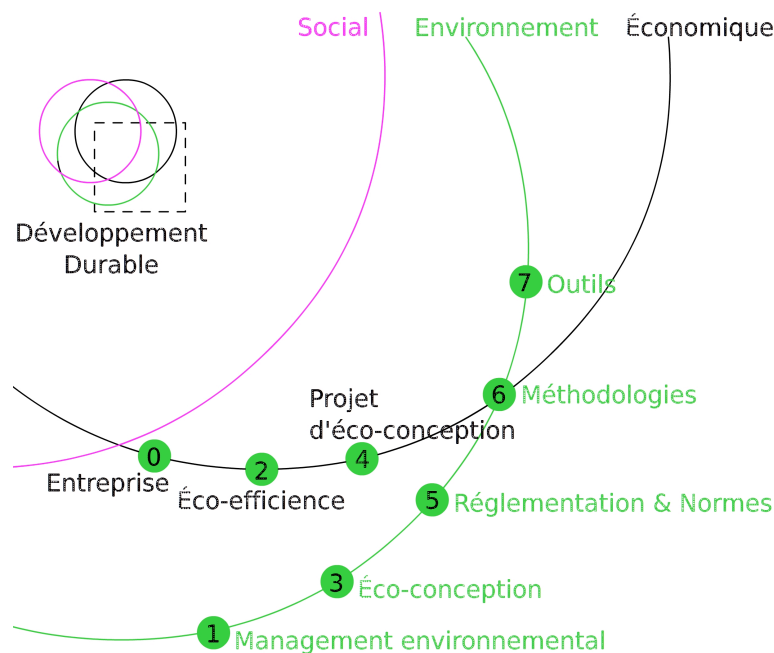 Social
Environnement
Économique
Développement
Durable
7
Outils
Projet
d'éco-conception
6
Méthodologies
0
Entreprise
2
Éco-efficience
4
5
Réglementation & Normes
3
Éco-conception
1
Management environnemental